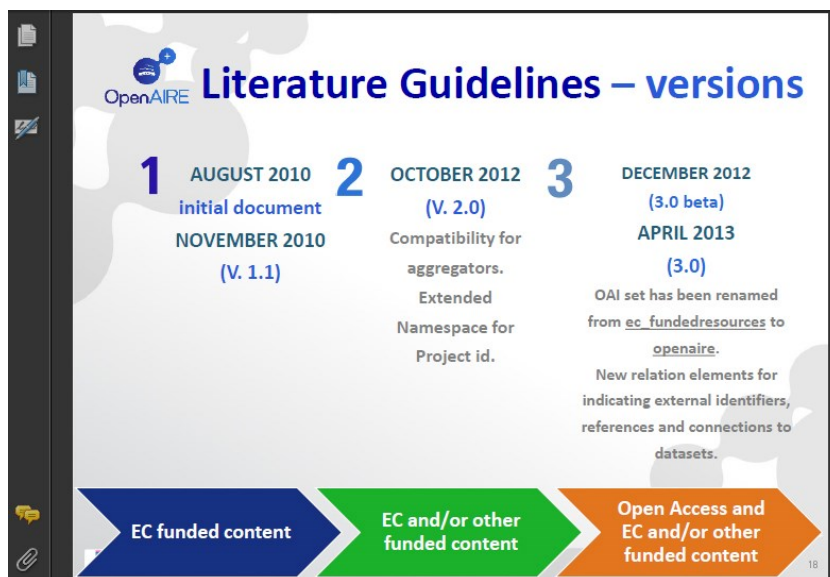 OpenAIRE
Literature Guidelines – versions
1
AUGUST 2010
initial document
NOVEMBER 2010
(V. 1.1)
2
OCTOBER 2012
(V. 2.0)
Compatibility for
aggregators.
Extended
Namespace for
Project id.
3
DECEMBER 2012
(3.0 beta)
APRIL 2013
(3.0)
OAI set has been renamed
from ec_fundedresources to
openaire.
New relation elements for
indicating external identifiers,
references and connections to
datasets.
EC funded content
EC and/or other
funded content
Open Access and
EC and/or other
funded content
18